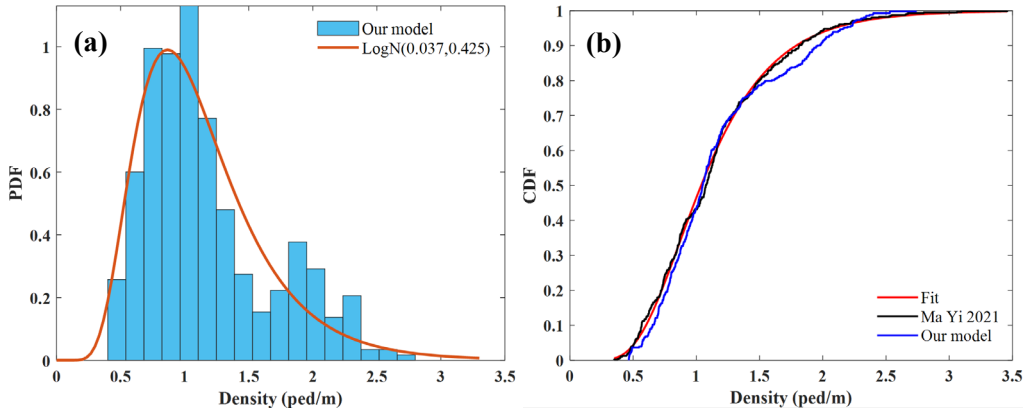 (a)
Our model
LogN(0.037,0.425)
PDF
1
0.8
0.6
0.4
0.2
0
0 0.5 1 1.5 2 2.5 3 3.5
Density (ped/m)
(b)
CDF
1
0.9
0.8
0.7
0.6
0.5
0.4
0.3
0.2
0.1
0
Fit
Ma Yi 2021
Our model
0 0.5 1 1.5 2 2.5 3 3.5
Density (ped/m)